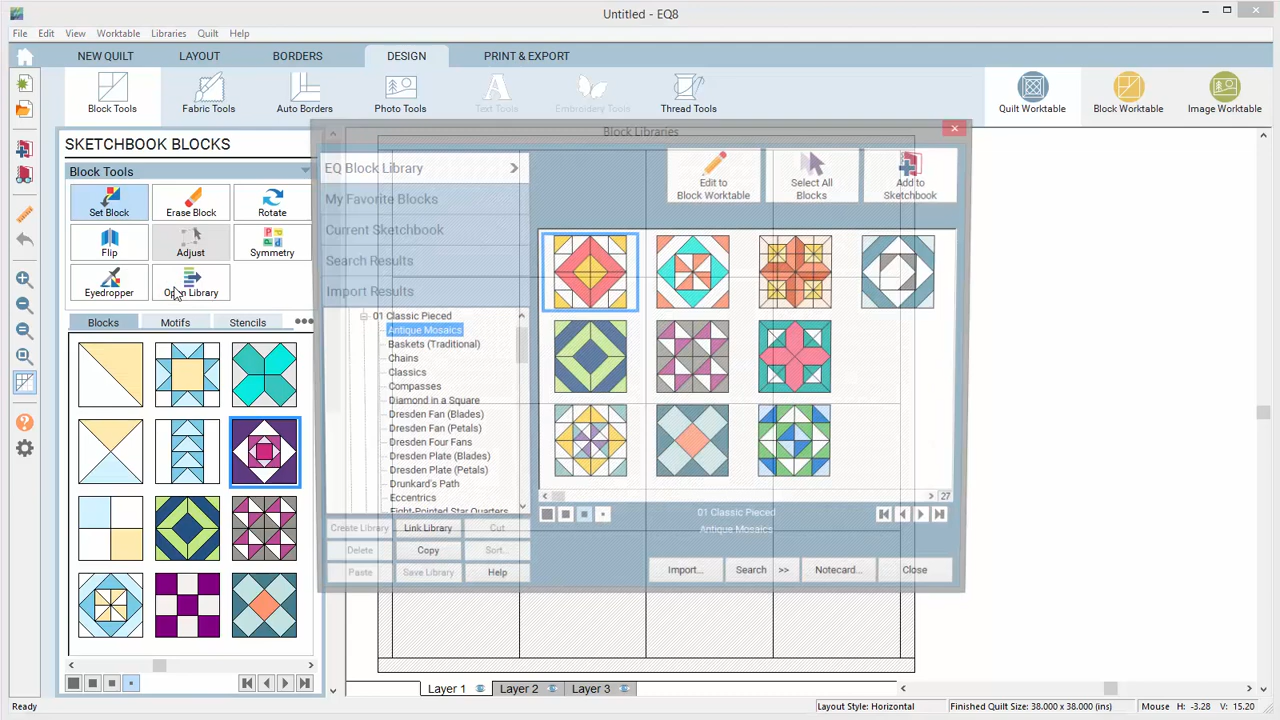 Untitled - EQ8
File Edit View Worktable Libraries Quilt Help
NEW QUILT LAYOUT BORDERS DESIGN PRINT & EXPORT
Block Tools Fabric Tools Auto Borders Photo Tools Text Tools Embroidery Tools Thread Tools Quilt Worktable Block Worktable Image Worktable
SKETCHBOOK BLOCKS
Block Tools
Set Block Erase Block Rotate
Flip Adjust Symmetry
Eyedropper Open Library
Blocks Motifs Stencils
Block Libraries
EQ Block Library
My Favorite Blocks
Current Sketchbook
Search Results
Import Results
Edit to
Block Worktable
Select All
Blocks
Add to
Sketchbook
01 Classic Pieced
Antique Mosaics
Baskets (Traditional)
Chains
Classics
Compasses
Diamond in a Square
Dresden Fan (Blades)
Dresden Fan (Petals)
Dresden Four Fans
Dresden Plate (Blades)
Dresden Plate (Petals)
Drunkard's Path
Eccentrics
Eight-Pointed Star Quarters
27
Create Library Link Library Cut
Delete Copy Sort...
Paste Save Library Help
01 Classic Pieced
Antique Mosaics
Import... Search >> Notecard... Close
Layer 1 Layer 2 Layer 3
Ready Layout Style: Horizontal Finished Quilt Size: 38.000 x 38.000 (ins) Mouse H: -3.28 V: 15.20